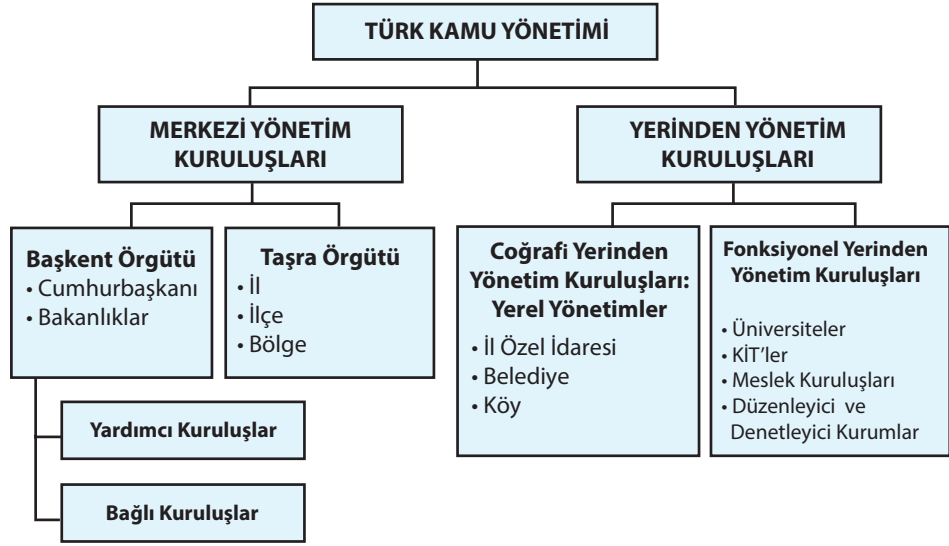 TÜRK KAMU YÖNETİMİ
MERKEZİ YÖNETİM
KURULUŞLARI
YERİNDEN YÖNETİM
KURULUŞLARI
Başkent Örgütü
• Cumhurbaşkanı
• Bakanlıklar
Taşra Örgütü
• İl
• İlçe
• Bölge
Coğrafi Yerinden
Yönetim Kuruluşları:
Yerel Yönetimler
• İl Özel İdaresi
• Belediye
• Köy
Fonksiyonel Yerinden
Yönetim Kuruluşları
• Üniversiteler
• KİT’ler
• Meslek Kuruluşları
• Düzenleyici ve
Denetleyici Kurumlar
Yardımcı Kuruluşlar
Bağlı Kuruluşlar